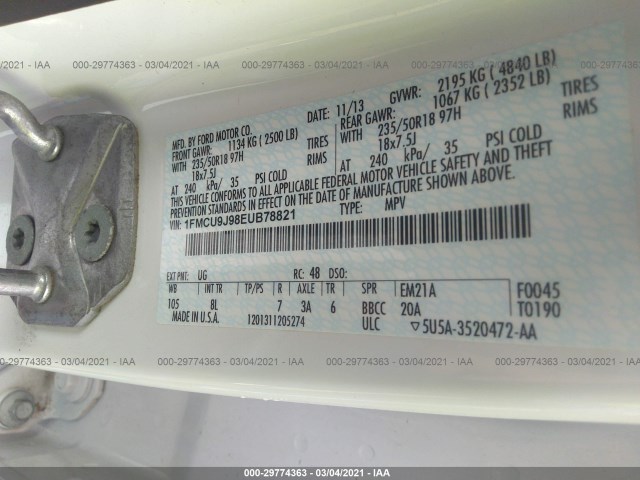 000-29774363 - 03/04/2021 - IAA 000-29774363 - 03/04/2021 - IAA 000-29774363 - 03/04/2021 - IAA
MFD. BY FORD MOTOR CO.
DATE: 11/13 GVWR: 2195 KG ( 4840 LB)
FRONT GAWR: 1134 KG ( 2500 LB) REAR GAWR: 1067 KG ( 2352 LB)
WITH 235/50R18 97H TIRES WITH 235/50R18 97H TIRES
18x7.5J RIMS 18x7.5J RIMS
AT 240 kPa/ 35 PSI COLD AT 240 kPa/ 35 PSI COLD
THIS VEHICLE CONFORMS TO ALL APPLICABLE FEDERAL MOTOR VEHICLE SAFETY AND THEFT
PREVENTION STANDARDS IN EFFECT ON THE DATE OF MANUFACTURE SHOWN ABOVE.
VIN: 1FMCU9J98EUB78821 TYPE: MPV
EXT PNT: UG RC: 48 DSO:
WB INT TR TP/PS R AXLE TR SPR EM21A F0045
105 8L 7 3A 6 BBCC 20A T0190
MADE IN U.S.A. 1201311205274 ULC ▽5U5A-3520472-AA
000-29774363 - 03/04/2021 - IAA 000-29774363 - 03/04/2021 - IAA 000-29774363 - 03/04/2021 - IAA
000-29774363 - 03/04/2021 - IAA